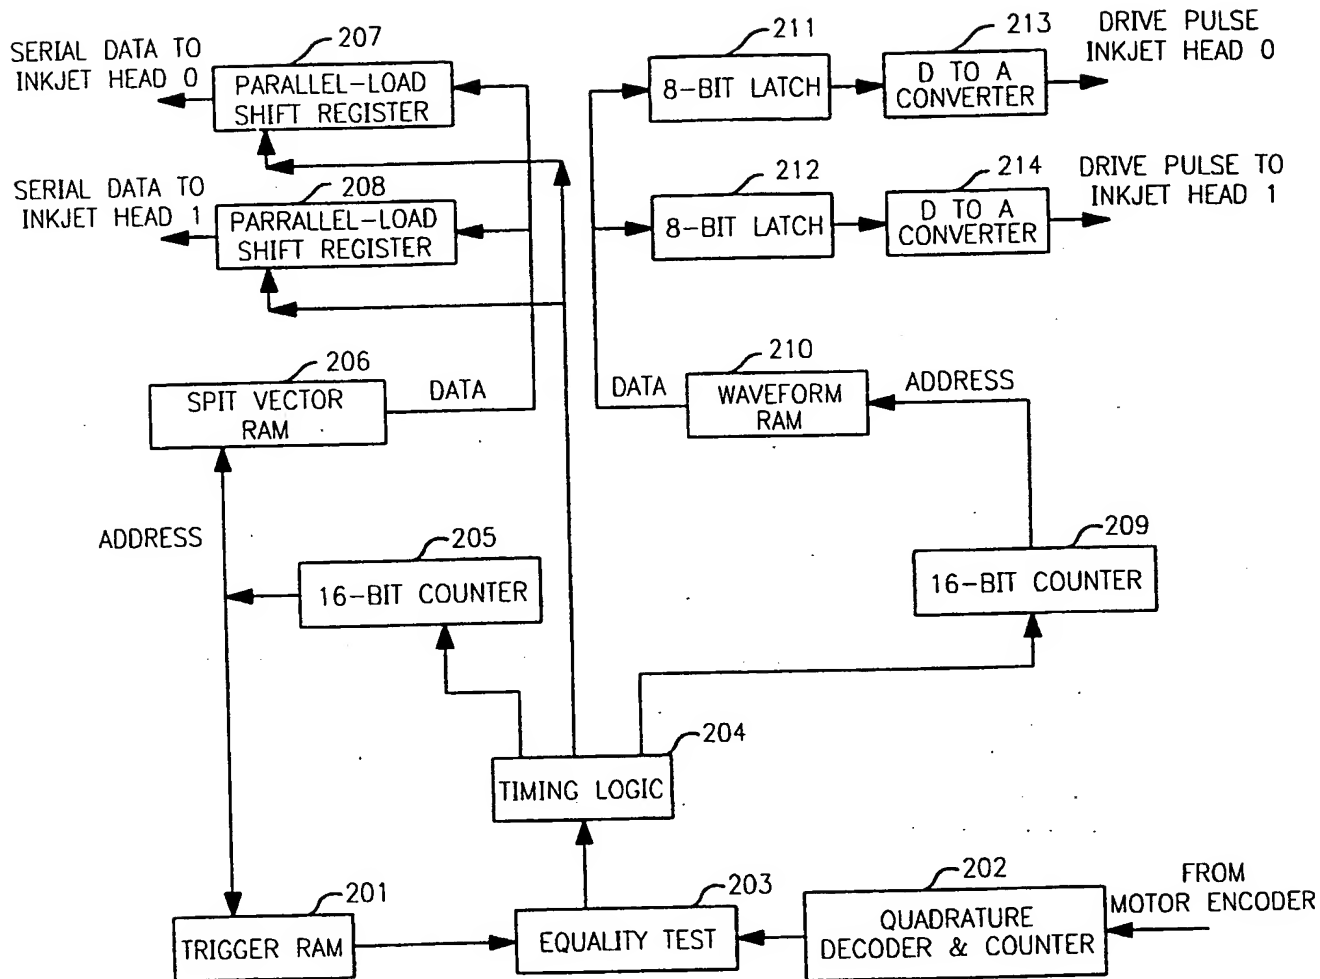 SERIAL DATA TO
INKJET HEAD 0
207
PARALLEL-LOAD
SHIFT REGISTER
211
8-BIT LATCH
213
D TO A
CONVERTER
DRIVE PULSE
INKJET HEAD 0
SERIAL DATA TO
INKJET HEAD 1
208
PARRALLEL-LOAD
SHIFT REGISTER
212
8-BIT LATCH
214
D TO A
CONVERTER
DRIVE PULSE TO
INKJET HEAD 1
206
SPIT VECTOR
RAM
DATA
DATA
210
WAVEFORM
RAM
ADDRESS
ADDRESS
205
16-BIT COUNTER
209
16-BIT COUNTER
204
TIMING LOGIC
201
TRIGGER RAM
203
EQUALITY TEST
202
QUADRATURE
DECODER & COUNTER
FROM
MOTOR ENCODER